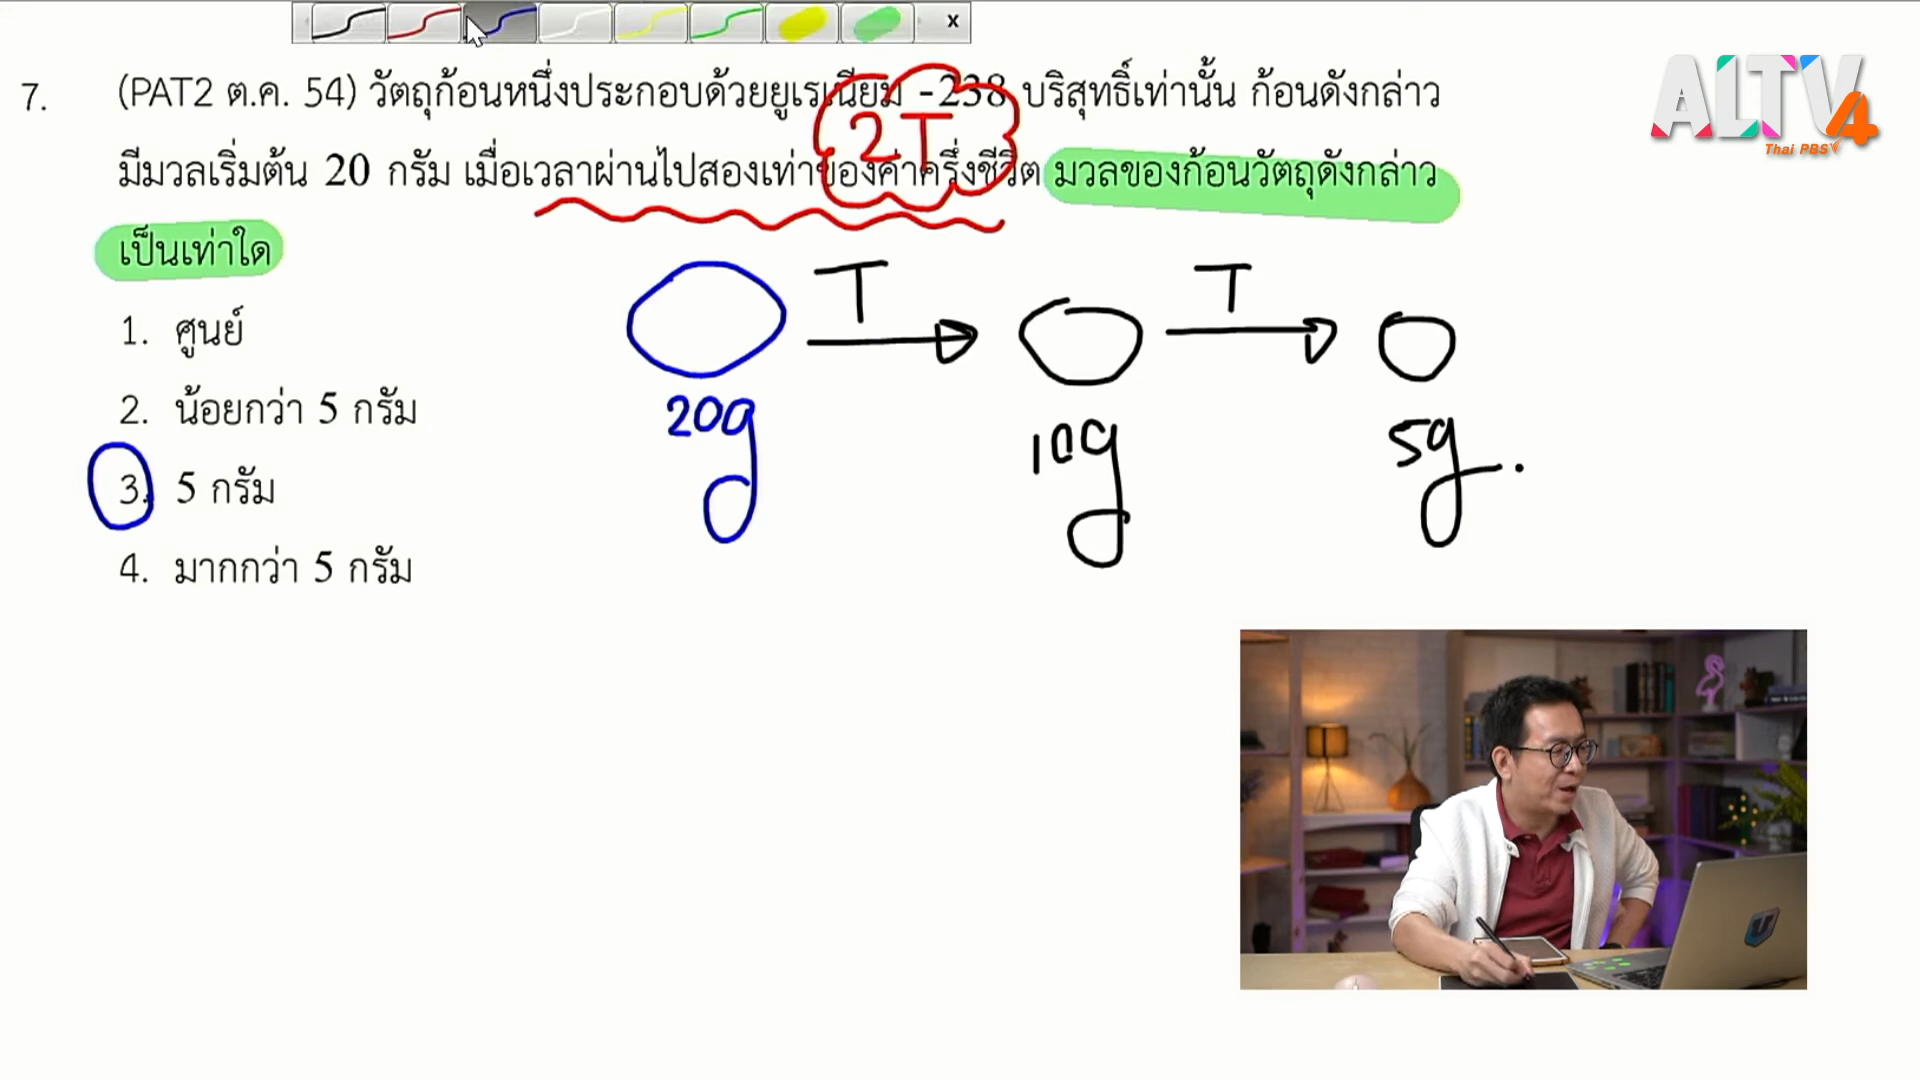 x
7. (PAT2 ต.ค. 54) วัตถุก้อนหนึ่งประกอบด้วยยูเรเนียม -238 บริสุทธิ์เท่านั้น ก้อนดังกล่าว
2T
มีมวลเริ่มต้น 20 กรัม เมื่อเวลาผ่านไปสองเท่าของค่าครึ่งชีวิต มวลของก้อนวัตถุดังกล่าว
เป็นเท่าใด
T T
1. ศูนย์
2. น้อยกว่า 5 กรัม
20g 10g 5g.
3. 5 กรัม
4. มากกว่า 5 กรัม
ALTV 4
Thai PBS